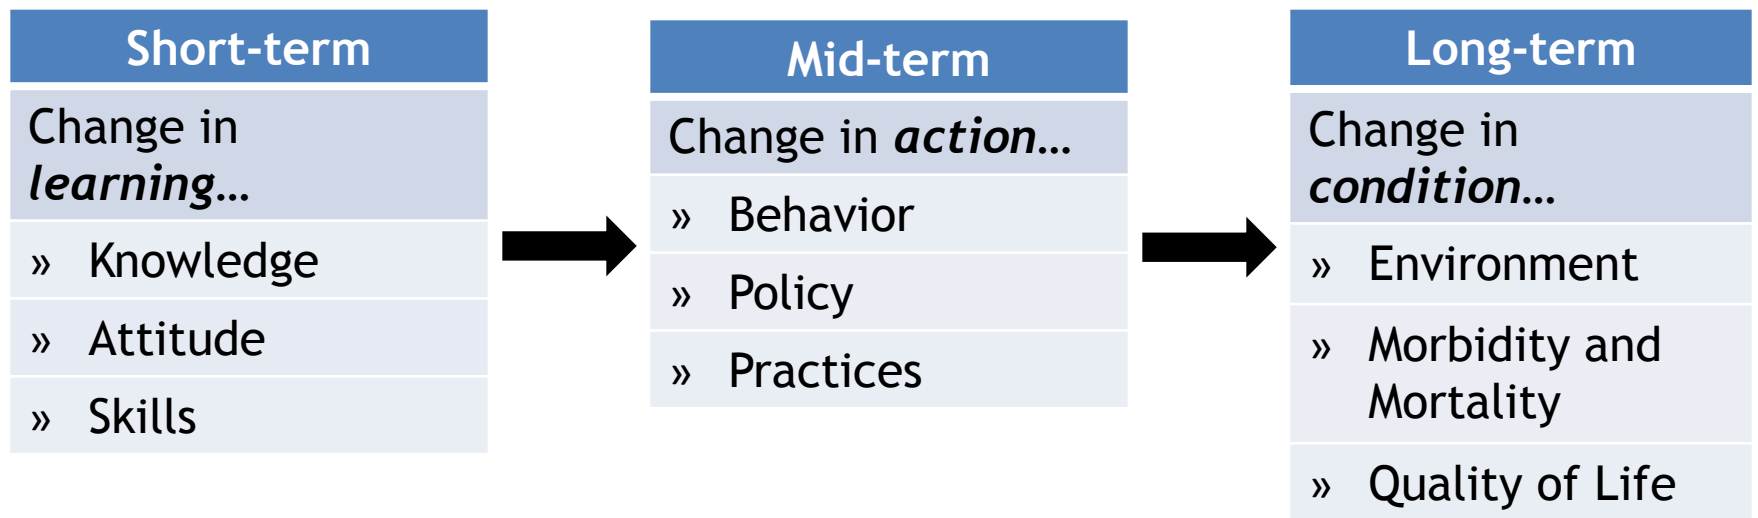 Short-term
Change in
learning…
» Knowledge
» Attitude
» Skills
Mid-term
Change in action…
» Behavior
» Policy
» Practices
Long-term
Change in
condition…
» Environment
» Morbidity and
Mortality
» Quality of Life